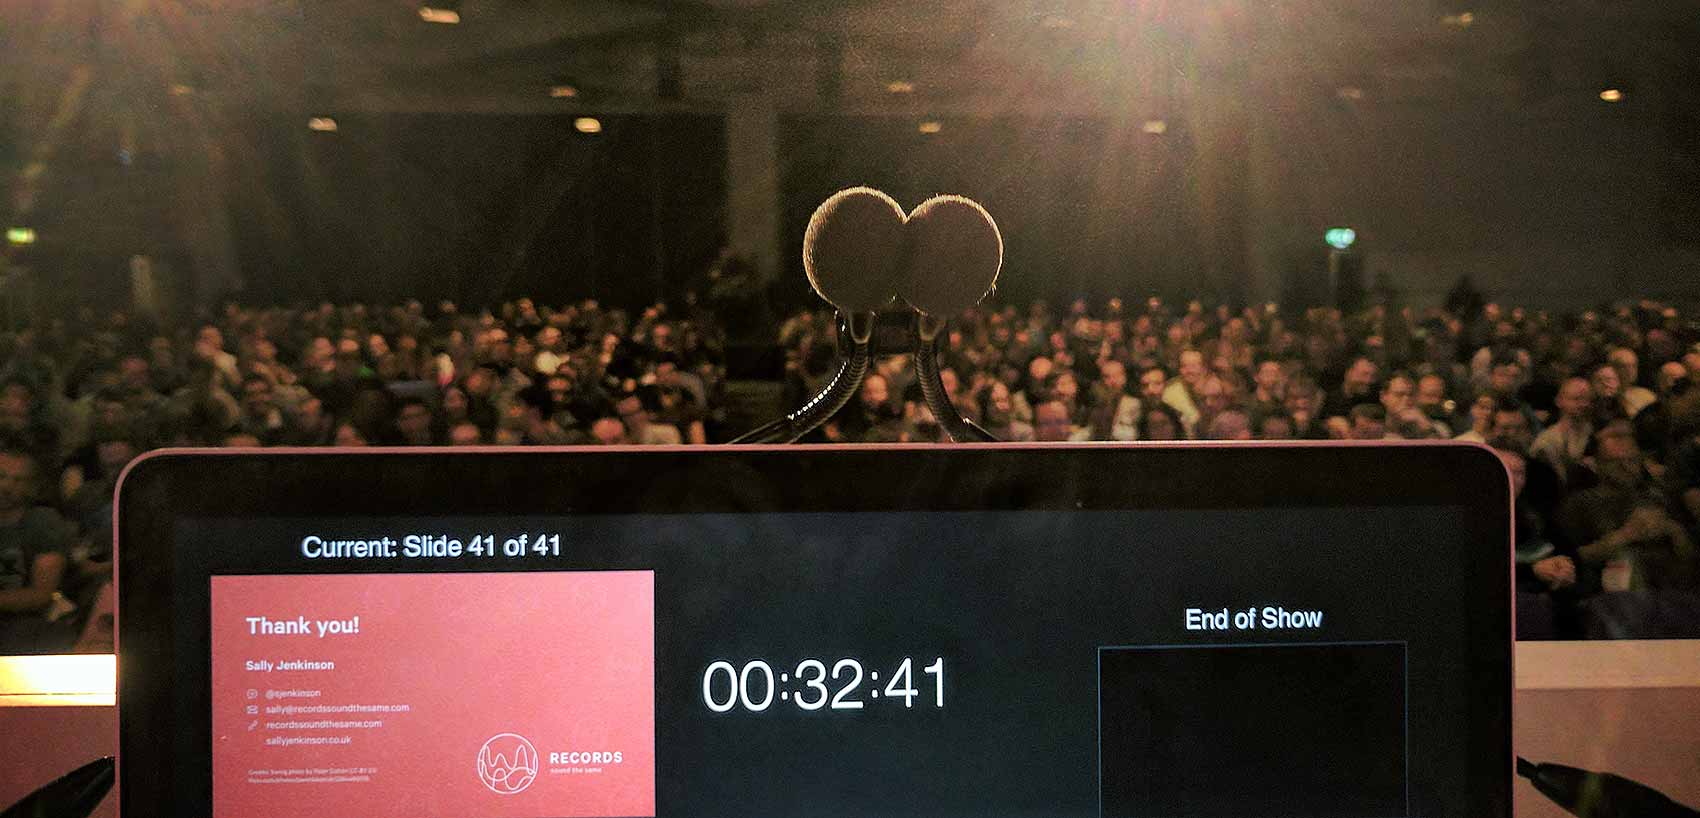 Current: Slide 41 of 41
Thank you!
Sally Jenkinson
@sjenkinson
sally@recordssoundthesame.com
recordssoundthesame.com
sallyjenkinson.co.uk
RECORDS
sound the same
00:32:41
End of Show